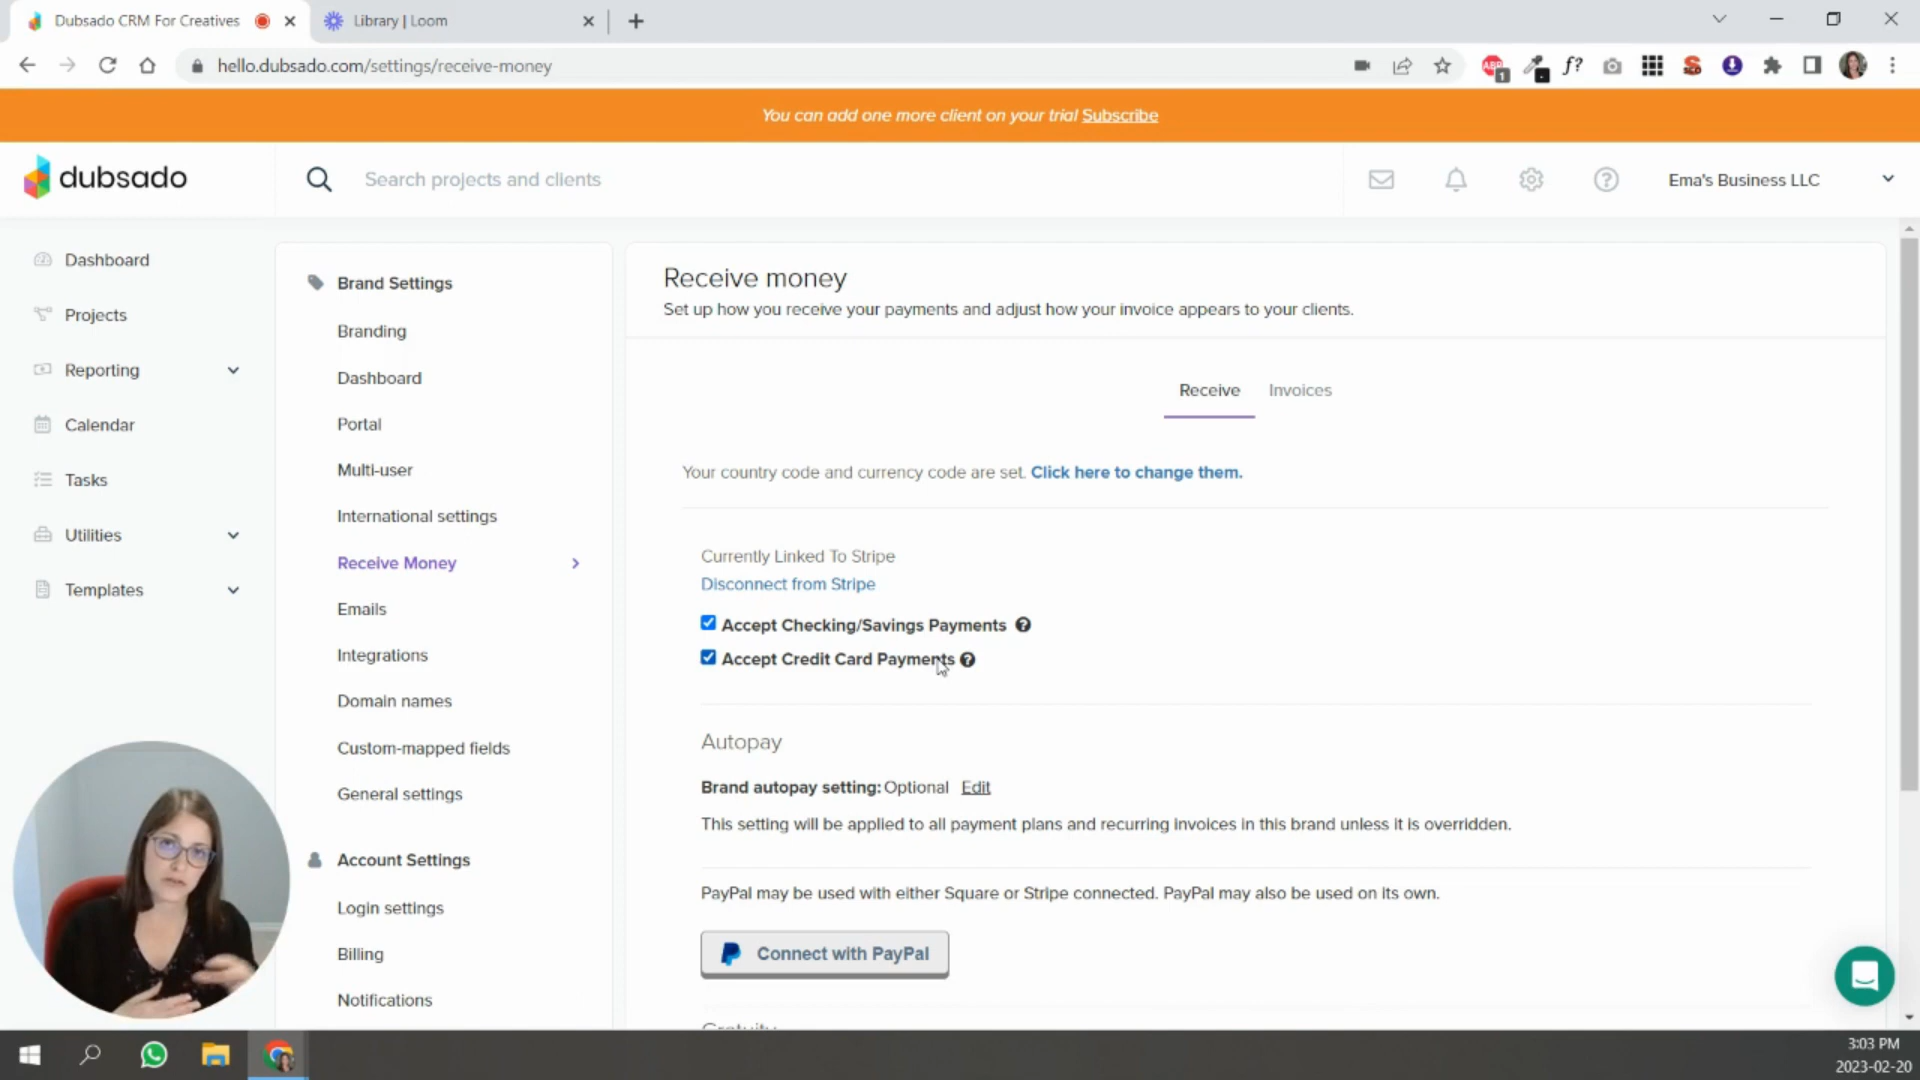 Dubsado CRM For Creatives
Library | Loom
hello.dubsado.com/settings/receive-money
ABP
1
f?
You can add one more client on your trial Subscribe
dubsado
Search projects and clients
Ema's Business LLC
Dashboard
Projects
Reporting
Calendar
Tasks
Utilities
Templates
Brand Settings
Branding
Dashboard
Portal
Multi-user
International settings
Receive Money
Emails
Integrations
Domain names
Custom-mapped fields
General settings
Account Settings
Login settings
Billing
Notifications
Receive money
Set up how you receive your payments and adjust how your invoice appears to your clients.
Receive
Invoices
Your country code and currency code are set. Click here to change them.
Currently Linked To Stripe
Disconnect from Stripe
Accept Checking/Savings Payments
Accept Credit Card Payments
Autopay
Brand autopay setting: Optional Edit
This setting will be applied to all payment plans and recurring invoices in this brand unless it is overridden.
PayPal may be used with either Square or Stripe connected. PayPal may also be used on its own.
Connect with PayPal
Gratuity
3:03 PM
2023-02-20